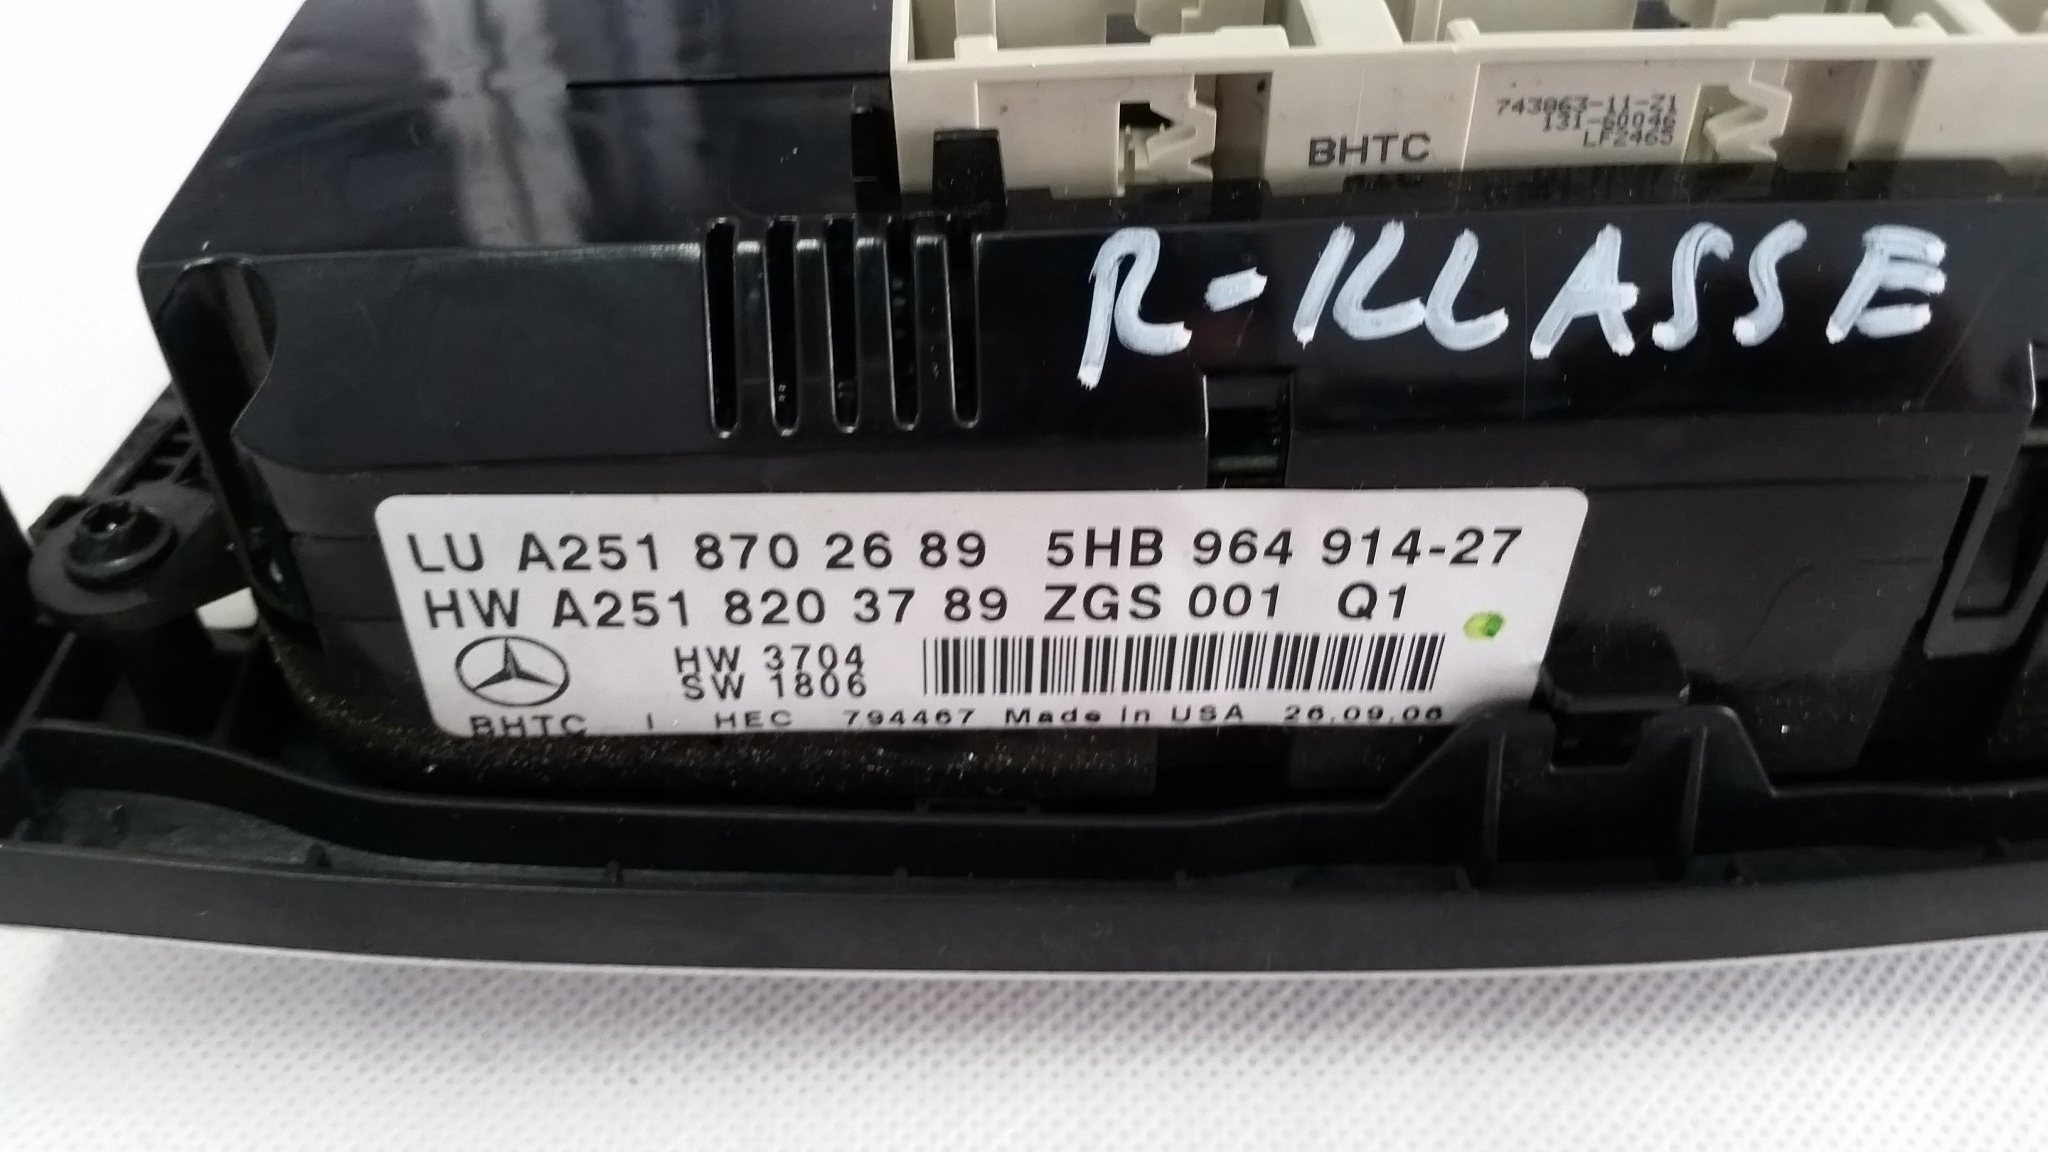 743863-11-21
131-60046
LF2465
BHTC
R-KLASSE
LU A251 870 26 89 5HB 964 914-27
HW A251 820 37 89 ZGS 001 Q1
HW 3704
SW 1806
BHTC I HEC 794467 Made in USA 26.09.06